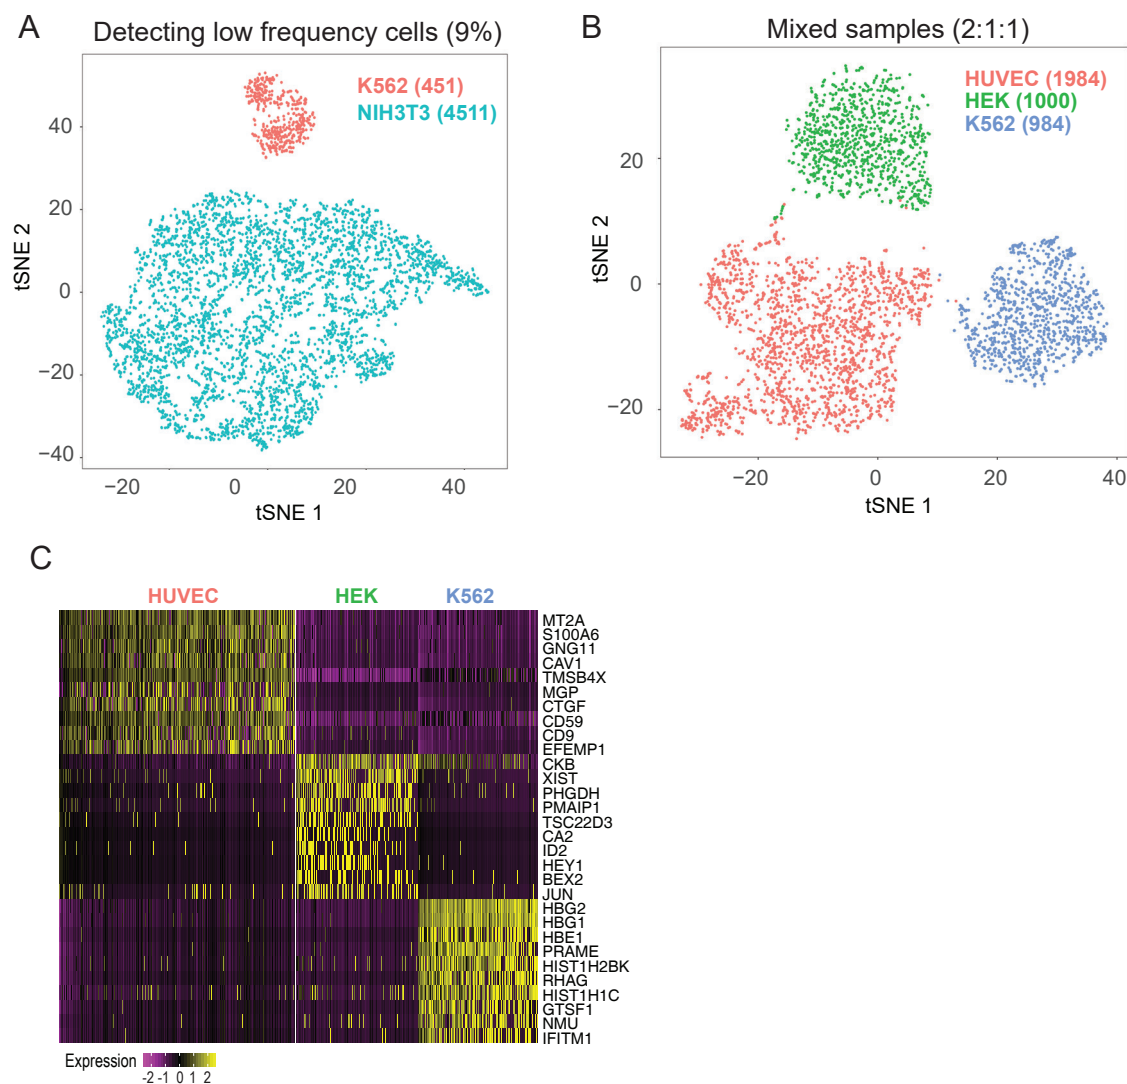 A
Detecting low frequency cells (9%)
K562 (451)
NIH3T3 (4511)
40
20
0
−20
−40
tSNE 2
−20 0 20 40
tSNE 1
B
Mixed samples (2:1:1)
HUVEC (1984)
HEK (1000)
K562 (984)
20
0
−20
tSNE 2
−20 0 20 40
tSNE 1
C
HUVEC HEK K562
MT2A
S100A6
GNG11
CAV1
TMSB4X
MGP
CTGF
CD59
CD9
EFEMP1
CKB
XIST
PHGDH
PMAIP1
TSC22D3
CA2
ID2
HEY1
BEX2
JUN
HBG2
HBG1
HBE1
PRAME
HIST1H2BK
RHAG
HIST1H1C
GTSF1
NMU
IFITM1
Expression
-2 -1 0 1 2